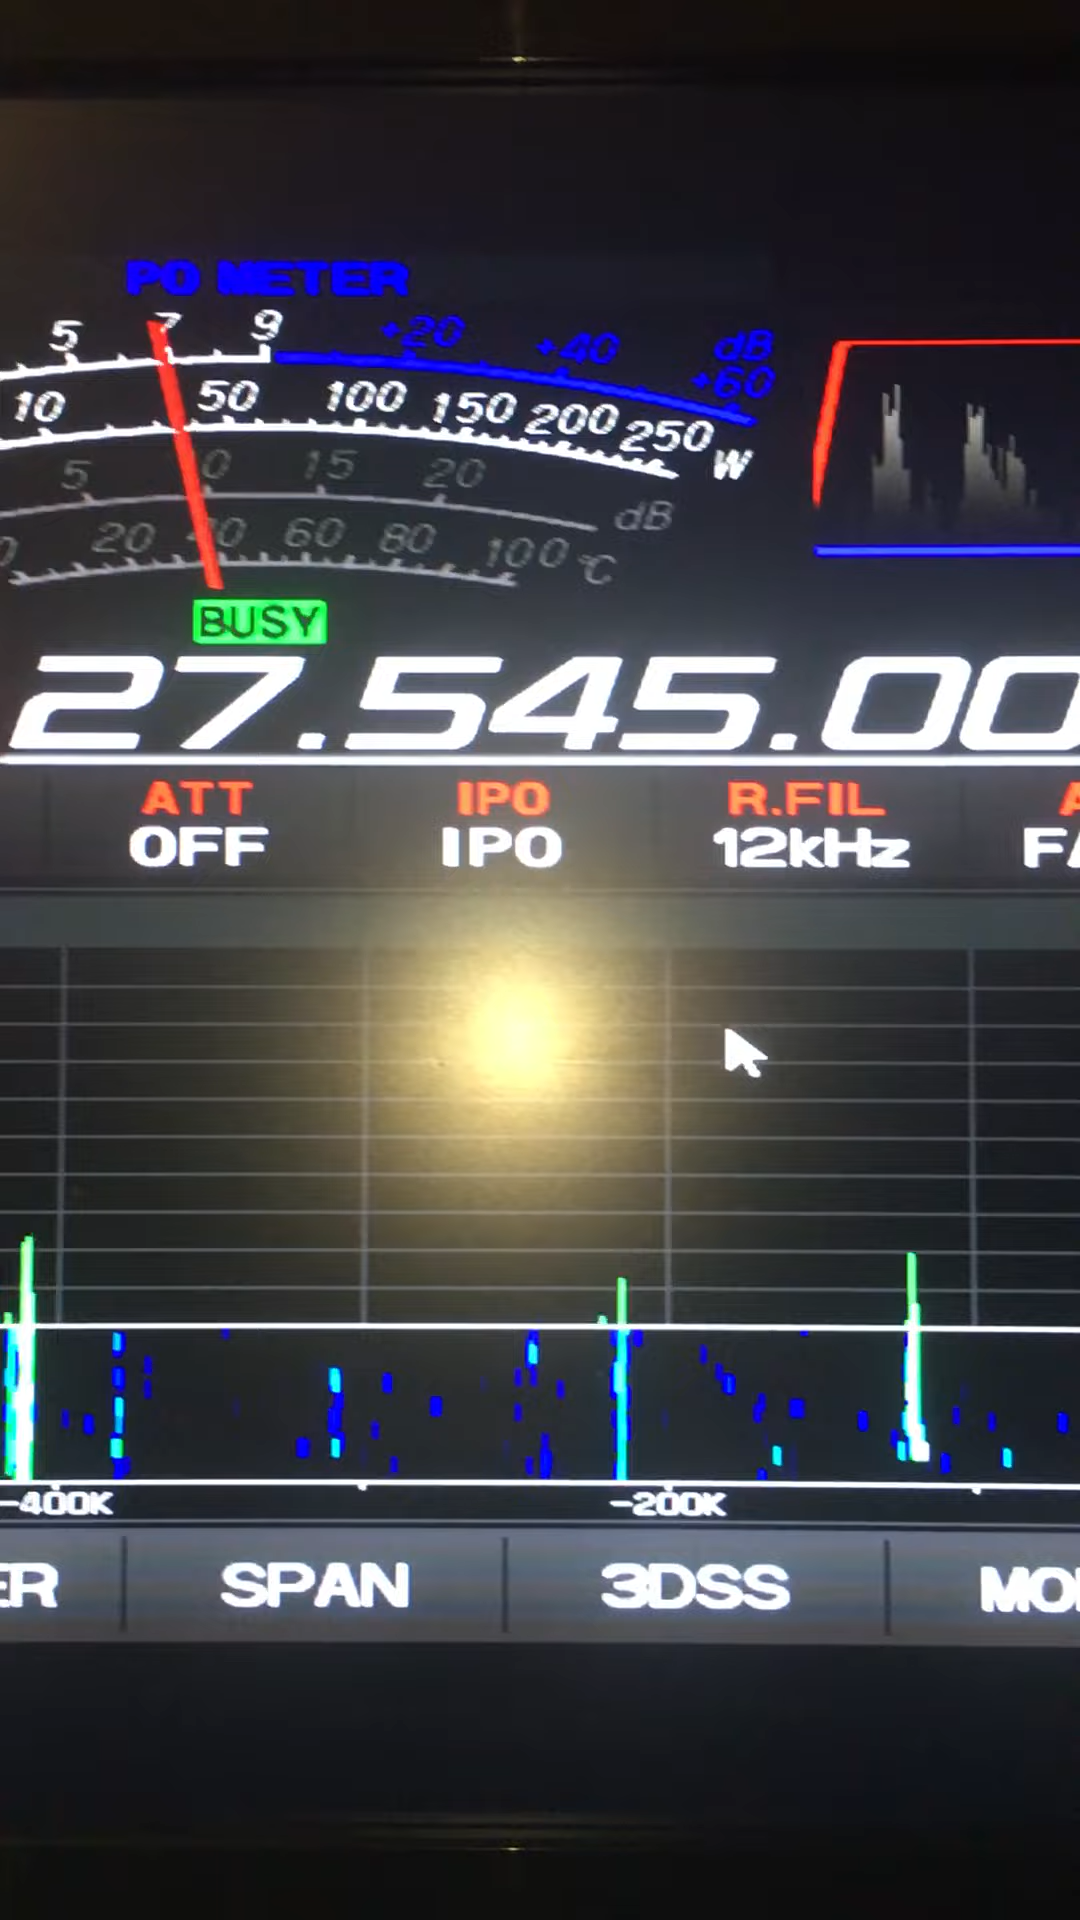 PO METER
5 7 9 +20 +40 dB
+60
10 50 100 150 200 250 W
5 0 15 20 dB
0 20 40 60 80 100 °C
BUSY
27.545.00
ATT IPO R.FIL A
OFF IPO 12kHz FA
-400K -200K
ER SPAN 3DSS MO